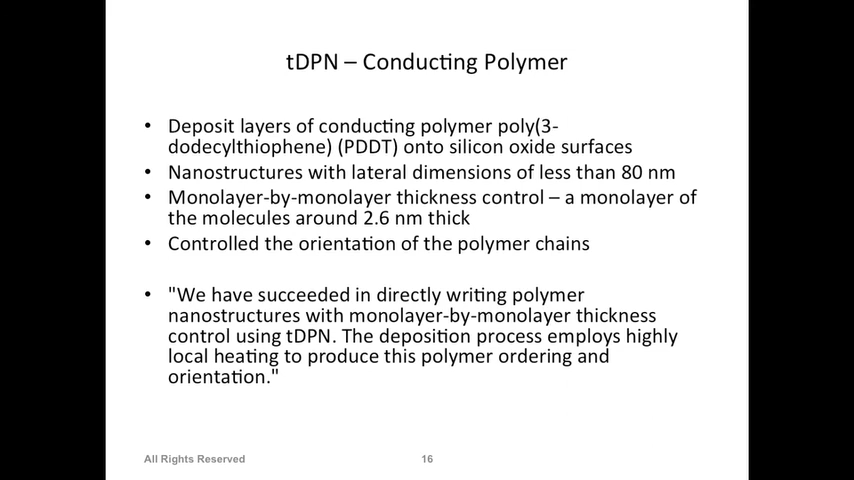 tDPN – Conducting Polymer
• Deposit layers of conducting polymer poly(3-
dodecylthiophene) (PDDT) onto silicon oxide surfaces
• Nanostructures with lateral dimensions of less than 80 nm
• Monolayer-by-monolayer thickness control – a monolayer of
the molecules around 2.6 nm thick
• Controlled the orientation of the polymer chains
• "We have succeeded in directly writing polymer
nanostructures with monolayer-by-monolayer thickness
control using tDPN. The deposition process employs highly
local heating to produce this polymer ordering and
orientation."
All Rights Reserved
16